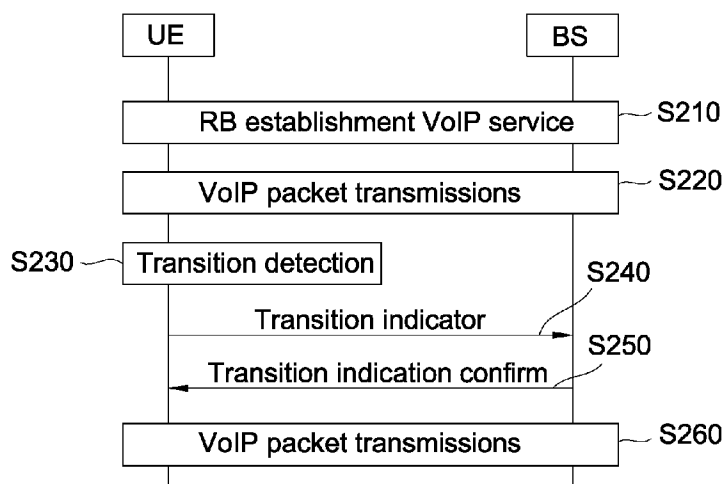 UE
BS
RB establishment VoIP service
S210
VoIP packet transmissions
S220
S230
Transition detection
S240
Transition indicator
S250
Transition indication confirm
VoIP packet transmissions
S260